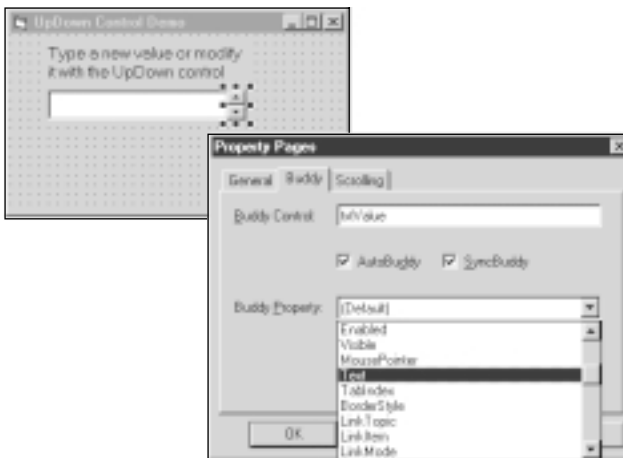 UpDown Control Demo
Type a new value or modify
it with the UpDown control
Property Pages
General Buddy Scrolling
Buddy Control: txtValue
AutoBuddy SyncBuddy
Buddy Property: (Default)
Enabled
Visible
MousePointer
Text
TabIndex
BorderStyle
LinkTopic
LinkItem
LinkMode
OK